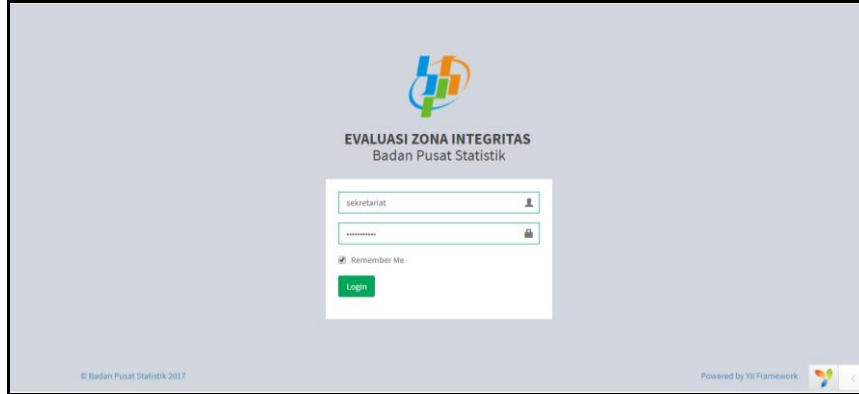 EVALUASI ZONA INTEGRITAS
Badan Pusat Statistik
sekretariat
Remember Me
Login
© Badan Pusat Statistik 2017
Powered by Yii Framework